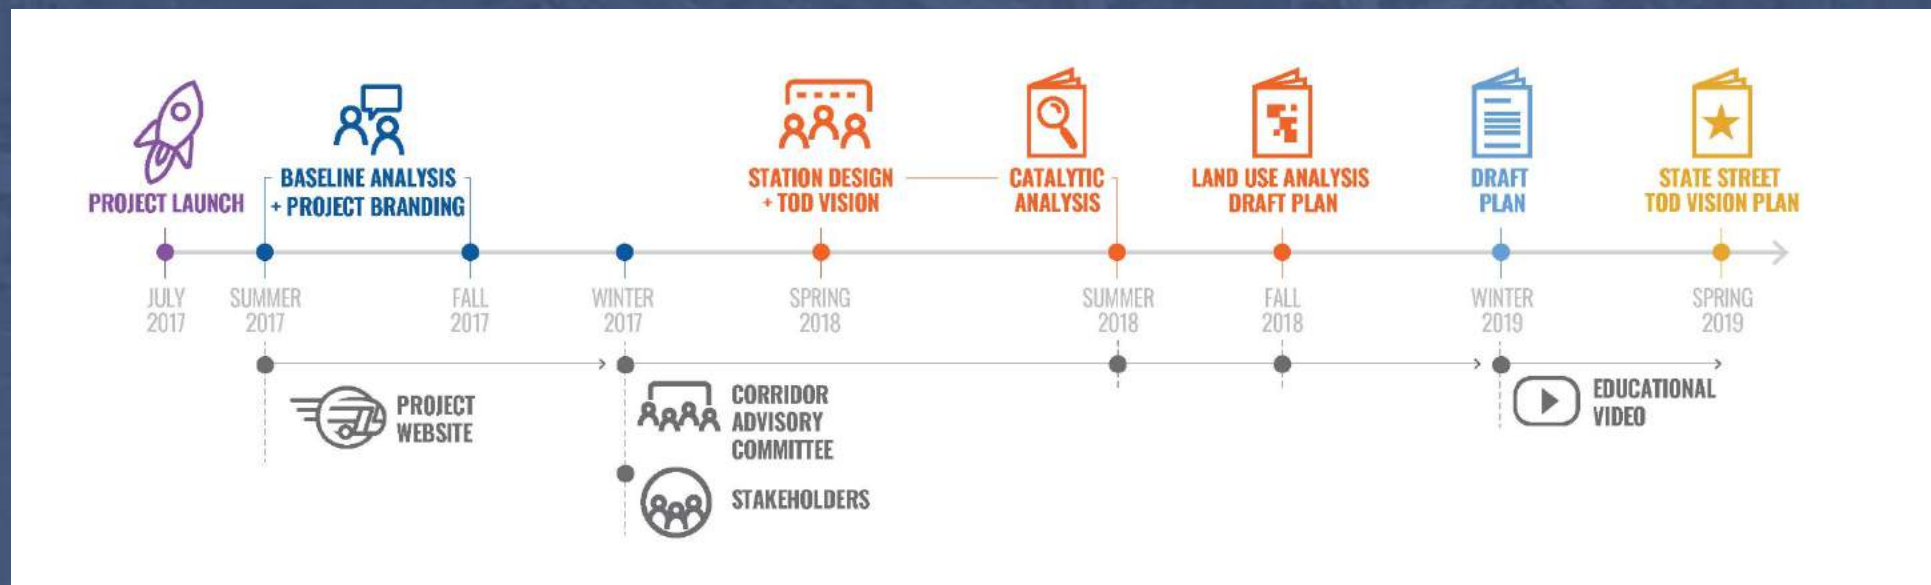 PROJECT LAUNCH
BASELINE ANALYSIS
+ PROJECT BRANDING
STATION DESIGN
+ TOD VISION
CATALYTIC
ANALYSIS
LAND USE ANALYSIS
DRAFT PLAN
DRAFT
PLAN
STATE STREET
TOD VISION PLAN
JULY
2017
SUMMER
2017
FALL
2017
WINTER
2017
SPRING
2018
SUMMER
2018
FALL
2018
WINTER
2019
SPRING
2019
PROJECT
WEBSITE
CORRIDOR
ADVISORY
COMMITTEE
STAKEHOLDERS
EDUCATIONAL
VIDEO